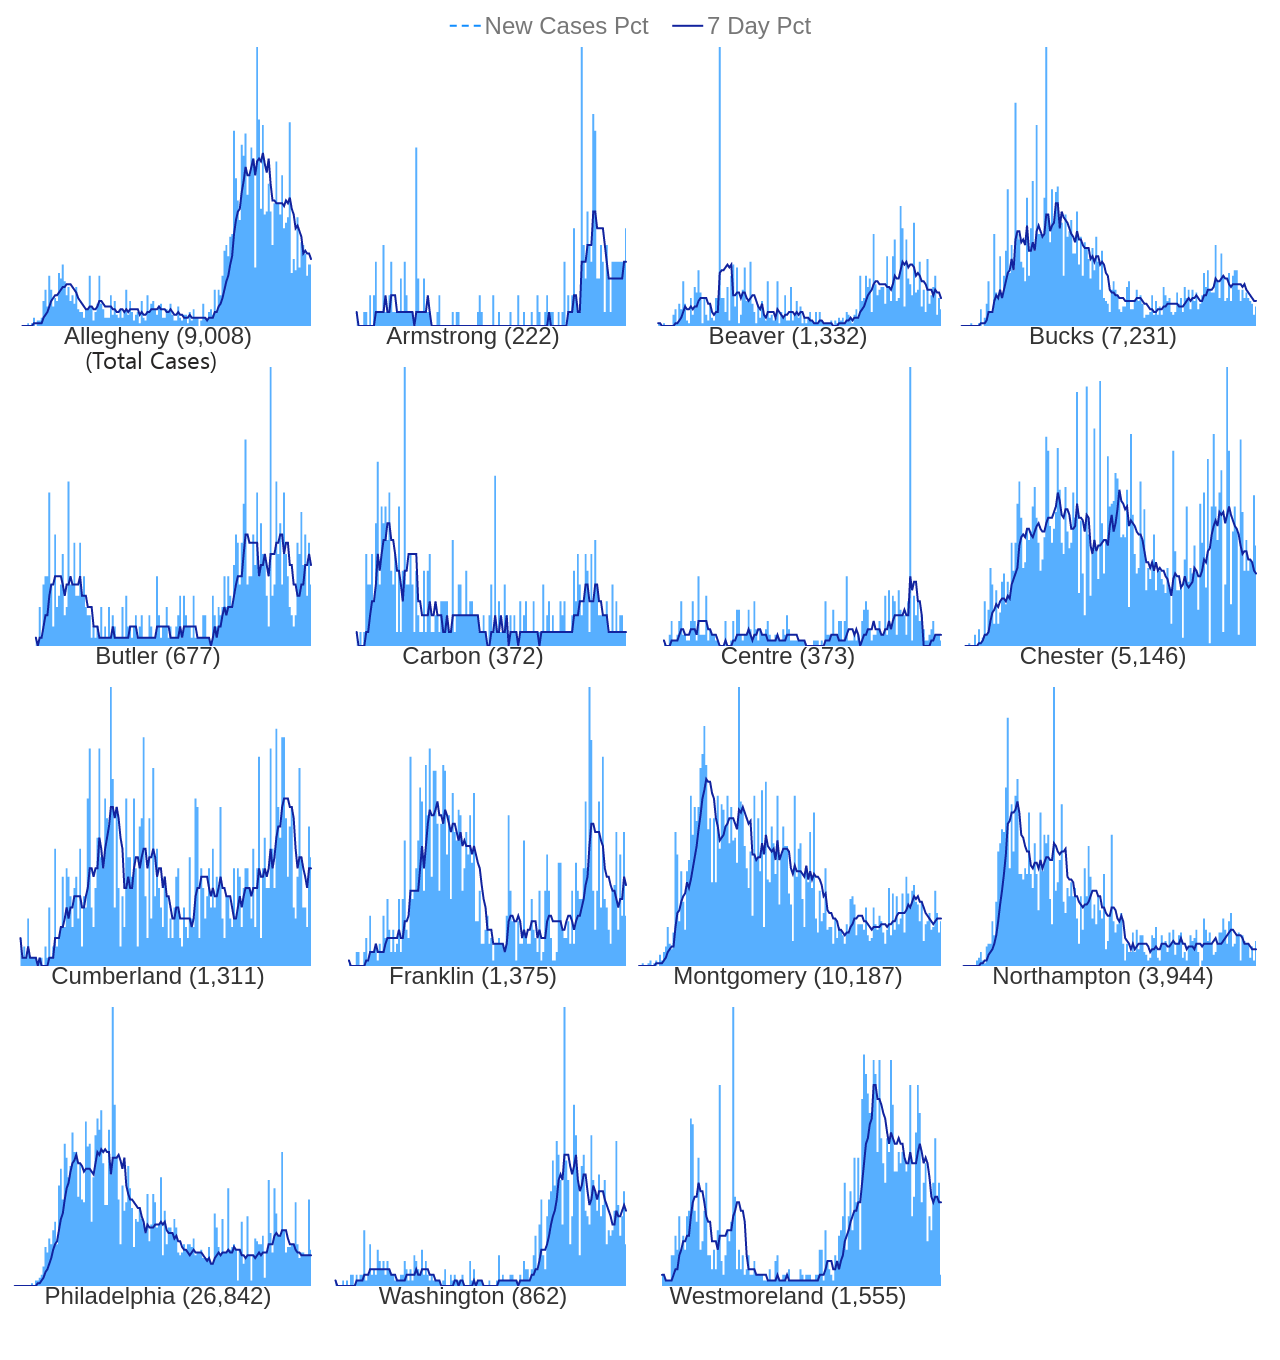 New Cases Pct 7 Day Pct
Allegheny (9,008) Armstrong (222) Beaver (1,332) Bucks (7,231)
(Total Cases)
Butler (677) Carbon (372) Centre (373) Chester (5,146)
Cumberland (1,311) Franklin (1,375) Montgomery (10,187) Northampton (3,944)
Philadelphia (26,842) Washington (862) Westmoreland (1,555)